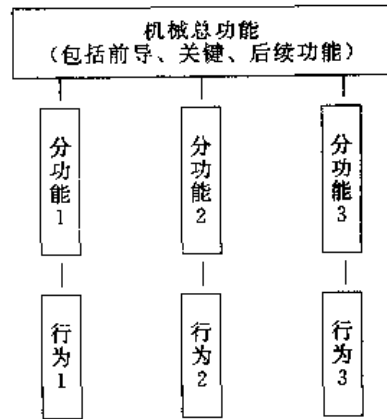 机械总功能
（包括前导、关键、后续功能）
分功能1
分功能2
分功能3
行为1
行为2
行为3